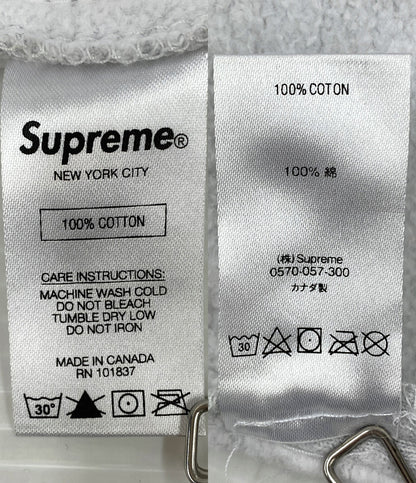 Supreme®
NEW YORK CITY
100% COTTON
CARE INSTRUCTIONS:
MACHINE WASH COLD
DO NOT BLEACH
TUMBLE DRY LOW
DO NOT IRON
MADE IN CANADA
RN 101837
30°
100% COTON
100% 綿
(株) Supreme
0570-057-300
カナダ製
30